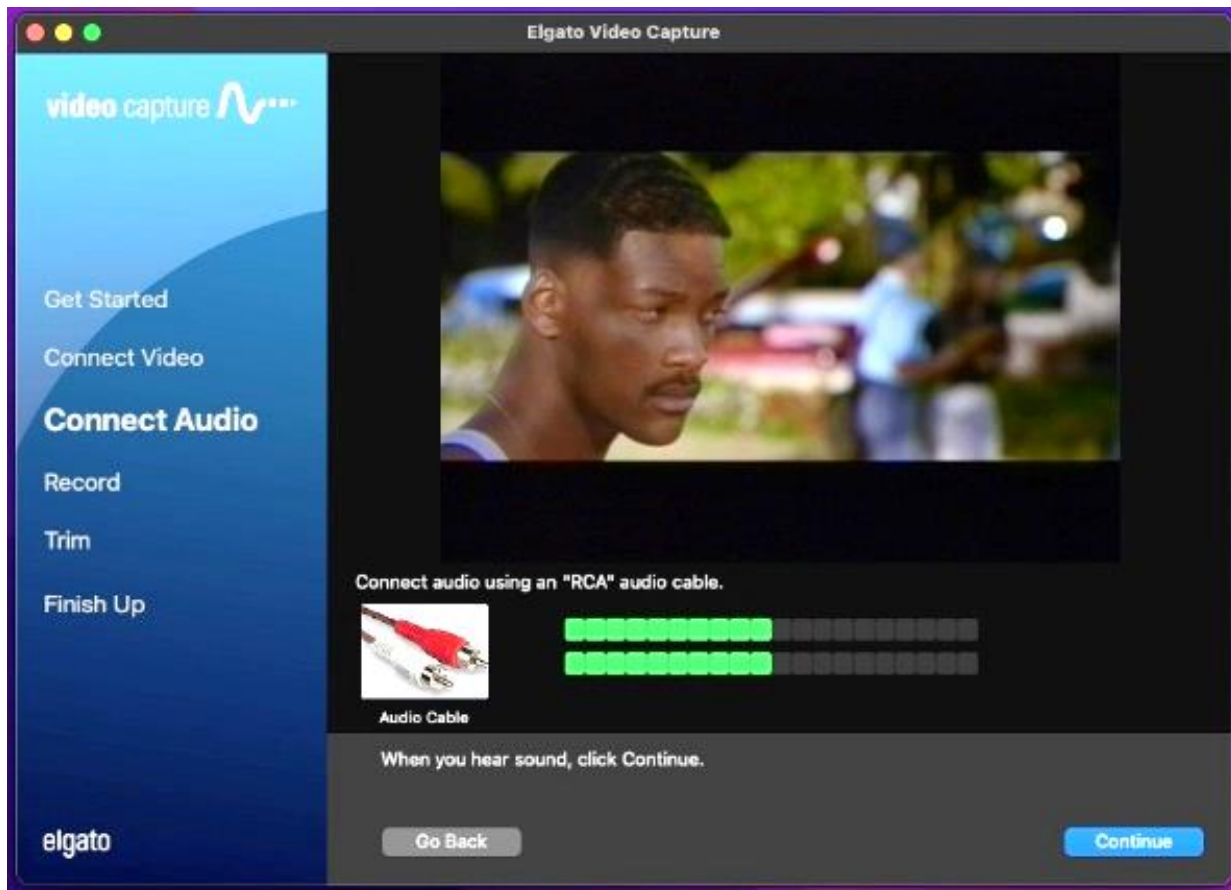 Elgato Video Capture
video capture
Get Started
Connect Video
Connect Audio
Record
Trim
Finish Up
elgato
Connect audio using an "RCA" audio cable.
Audio Cable
When you hear sound, click Continue.
Go Back
Continue